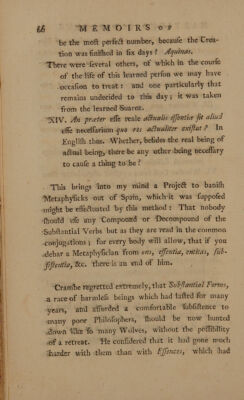 66 MEMOIRS OF
be the most perfect number, because the Crea-
tion was finished in six days? Aquinas.
There were several others, of which in the course
of the life of this learned person we may have
occasion to treat: and one particularly that
remains undecided to this day; it was taken
from the learned Suarez.
XIV. An præter esse reale actualis essentiæ sit aliud
esse necessarium quo res actualiter existat? In
English thus. Whether, besides the real being of
actual being, there be any other being necessary
to cause a thing to be?
This brings into my mind a Project to banish
Metaphysicks out of Spain, which it was supposed
might be effectuated by this method: That nobody
should use any Compound or Decompound of the
Substantial Verbs but as they are read in the common
conjugations; for every body will allow, that if you
debar a Metaphysician from ens, essentia, entitas, sub-
sistentia, &c. there is an end of him.
Crambe regretted extremely, that Substantial Forms,
a race of harmless beings which had lasted for many
years, and afforded a comfortable subsistence to
many poor Philosophers, should be now hunted
down like so many Wolves, without the possibility
of a retreat. He considered that it had gone much
harder with them than with Essences, which had